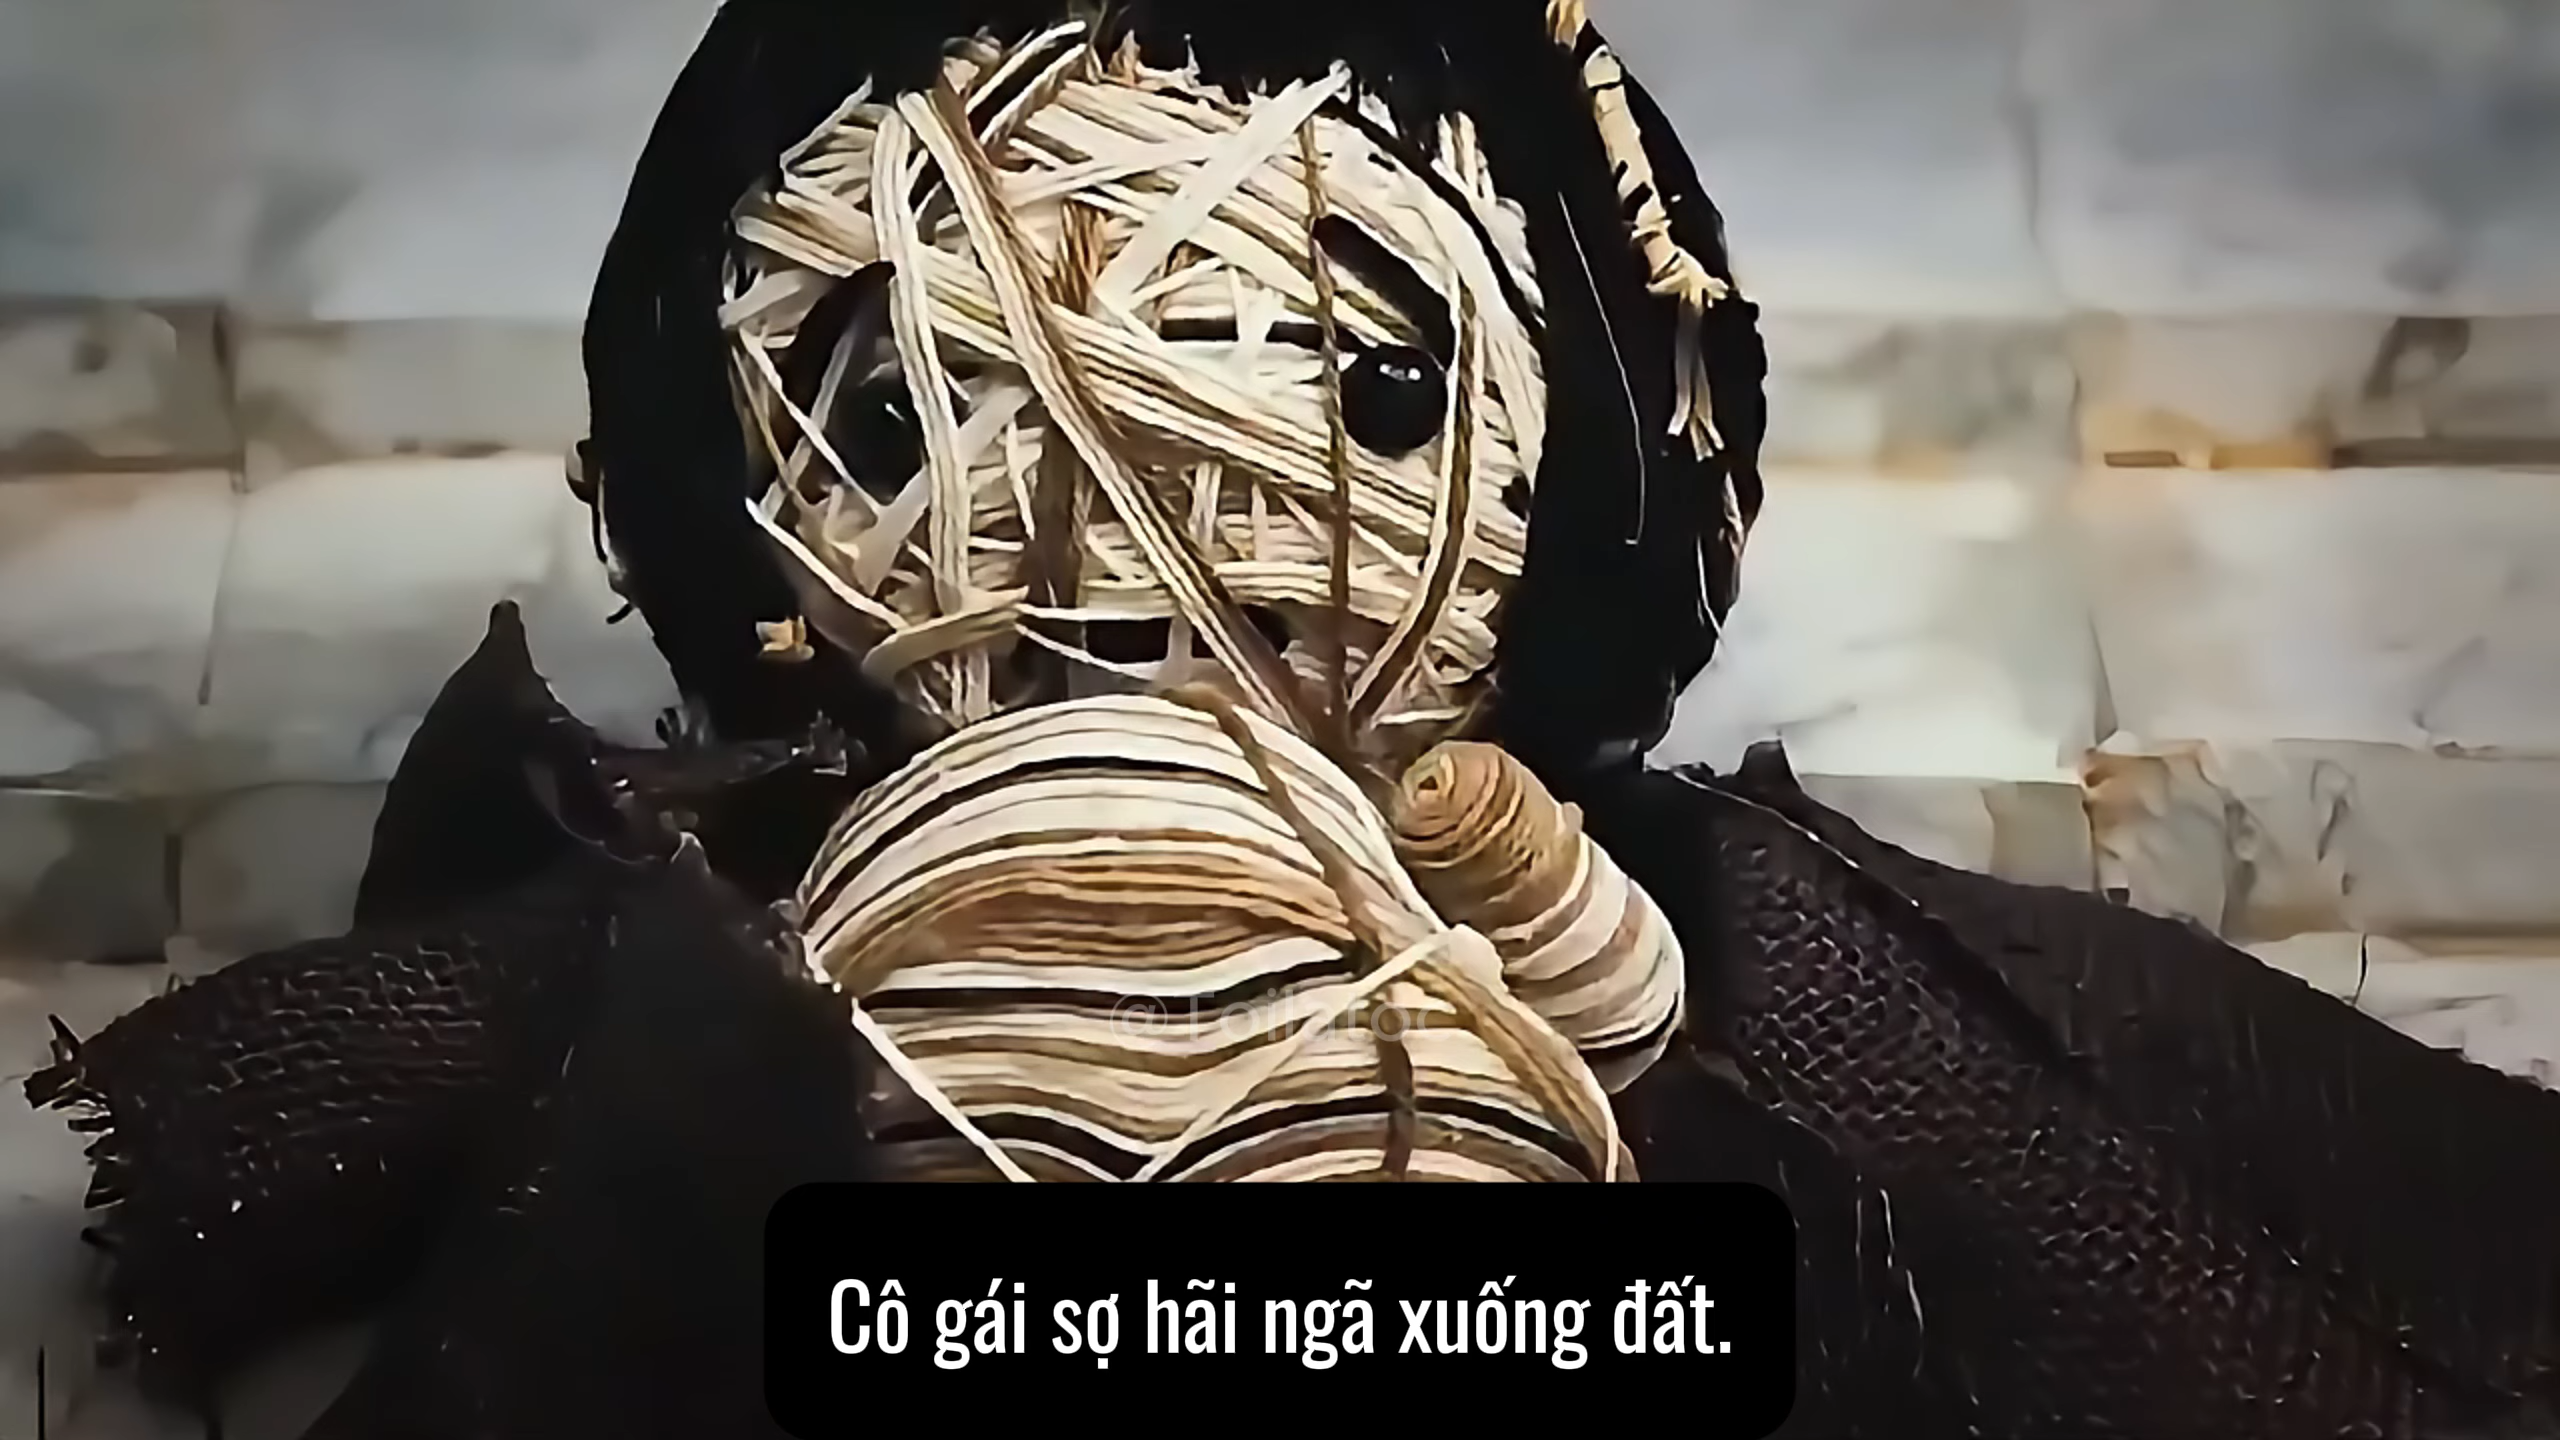 Cô gái sợ hãi ngã xuống đất.